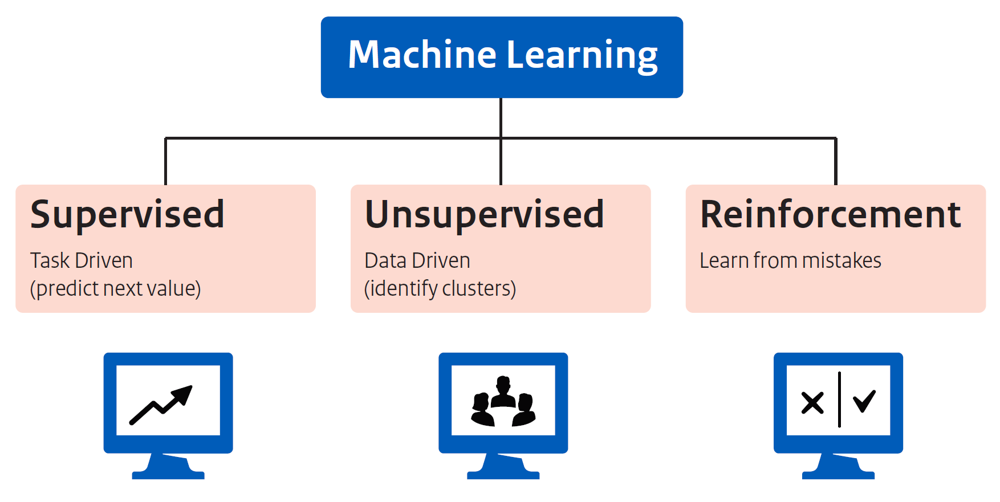 Machine Learning
Supervised
Task Driven
(predict next value)
Unsupervised
Data Driven
(identify clusters)
Reinforcement
Learn from mistakes